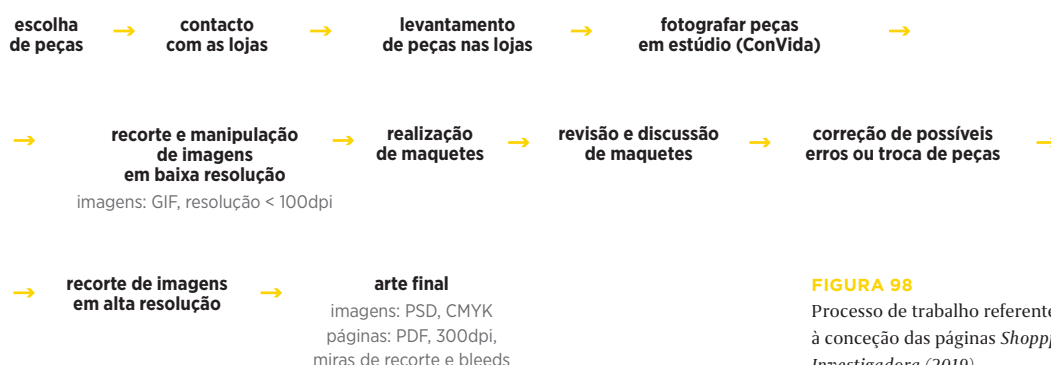 escolha
de peças
→
contacto
com as lojas
→
levantamento
de peças nas lojas
→
fotografar peças
em estúdio (ConVida)
→
→
recorte e manipulação
de imagens
em baixa resolução
imagens: GIF, resolução < 100dpi
→
realização
de maquetes
→
revisão e discussão
de maquetes
→
correção de possíveis
erros ou troca de peças
→
→
recorte de imagens
em alta resolução
→
arte final
imagens: PSD, CMYK
páginas: PDF, 300dpi,
miras de recorte e bleeds
FIGURA 98
Processo de trabalho referente
à conceção das páginas
Investigadora (2019)